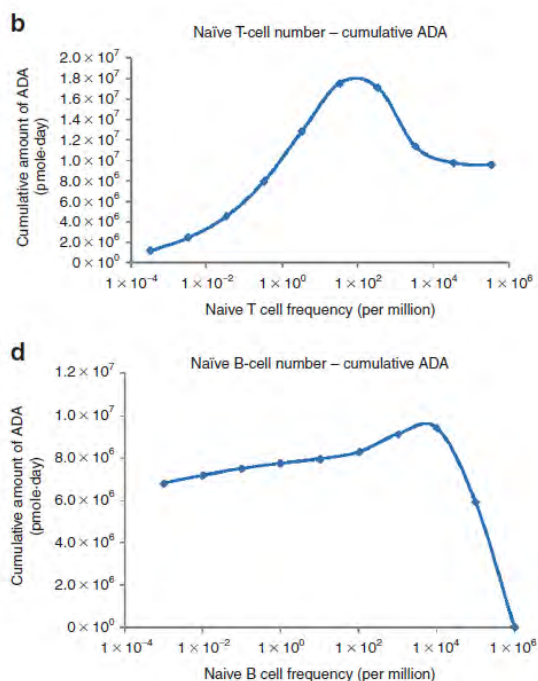 b
Naïve T-cell number – cumulative ADA
Cumulative amount of ADA
(pmole·day)
2.0 × 10⁷
1.8 × 10⁷
1.6 × 10⁷
1.4 × 10⁷
1.2 × 10⁷
1.0 × 10⁷
8.0 × 10⁶
6.0 × 10⁶
4.0 × 10⁶
2.0 × 10⁶
0 × 10⁰
1 × 10⁻⁴ 1 × 10⁻² 1 × 10⁰ 1 × 10² 1 × 10⁴ 1 × 10⁶
Naive T cell frequency (per million)
d
Naïve B-cell number – cumulative ADA
Cumulative amount of ADA
(pmole·day)
1.2 × 10⁷
1.0 × 10⁷
8.0 × 10⁶
6.0 × 10⁶
4.0 × 10⁶
2.0 × 10⁶
0 × 10⁰
1 × 10⁻⁴ 1 × 10⁻² 1 × 10⁰ 1 × 10² 1 × 10⁴ 1 × 10⁶
Naive B cell frequency (per million)